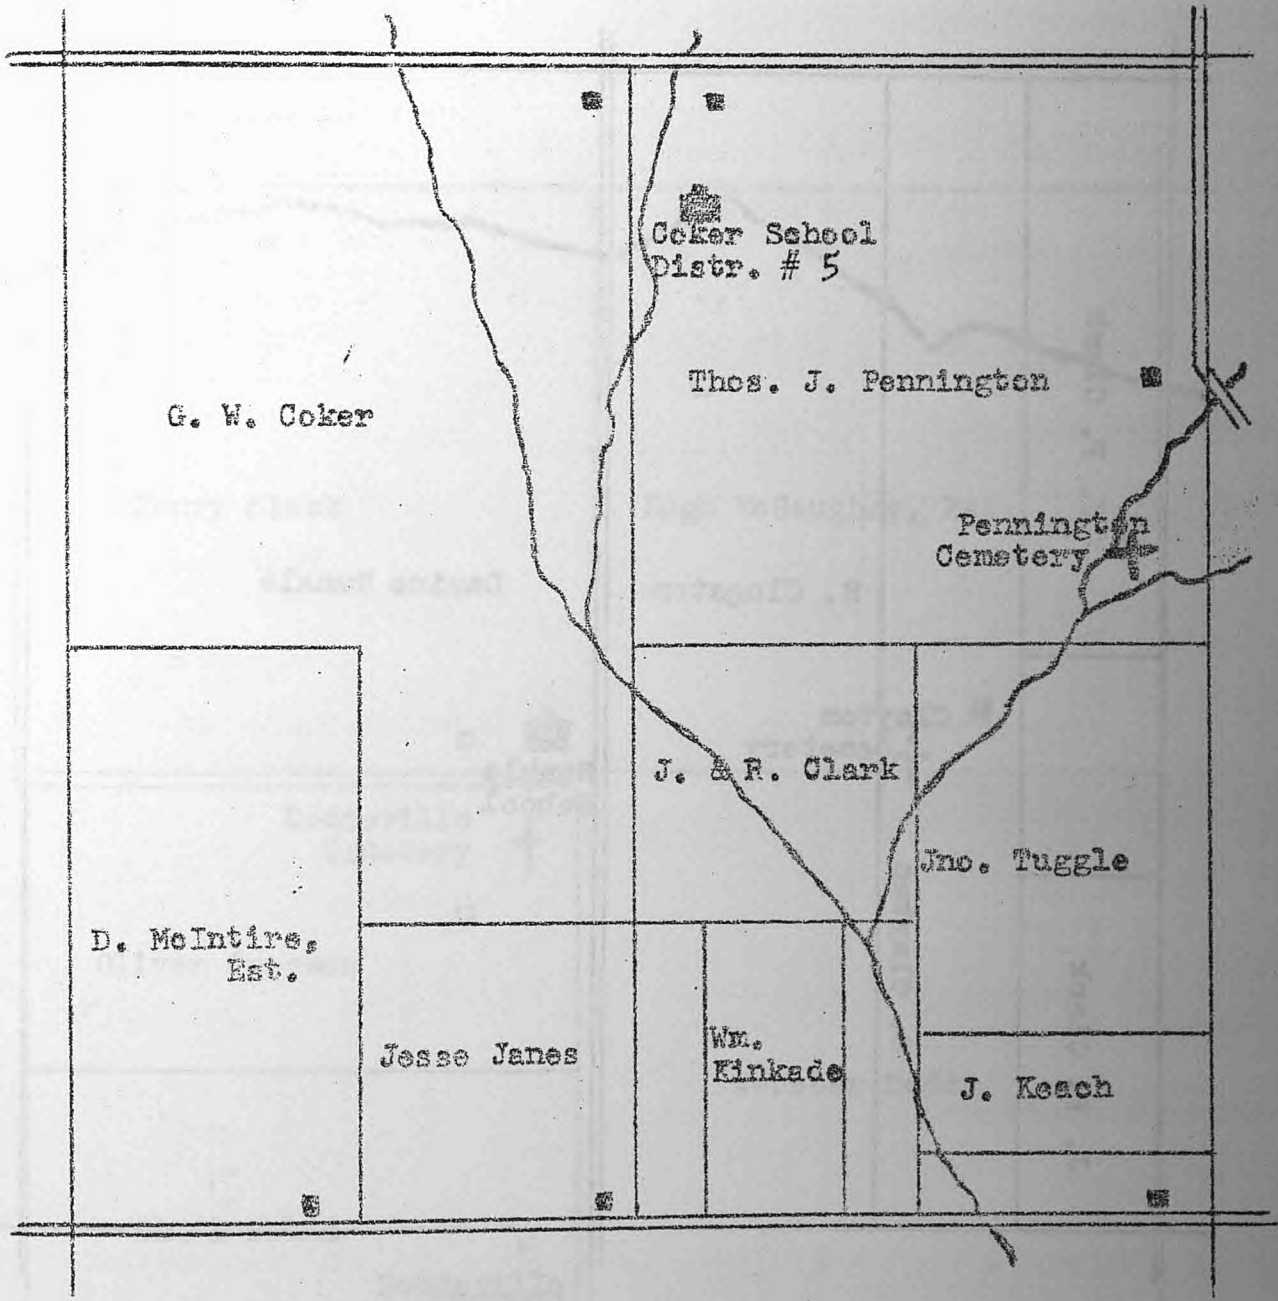 Coker School
Distr. # 5
Thos. J. Pennington
G. W. Coker
Pennington
Cemetery
J. & R. Clark
Jno. Tuggle
D. McIntire,
Est.
Jesse Janes
Wm.
Kinkade
J. Keach